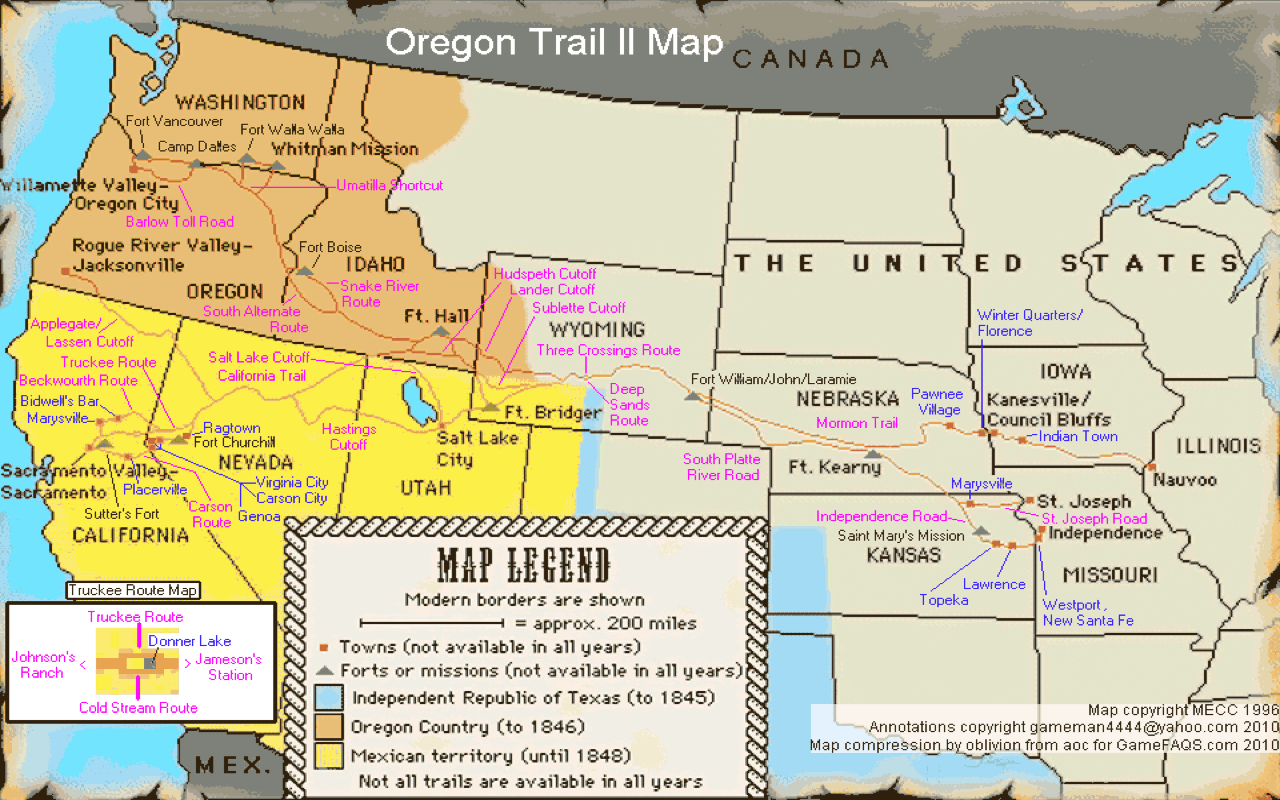 Oregon Trail II Map
CANADA
WASHINGTON
Fort Vancouver
Fort Walla Walla
Camp Dalles
Whitman Mission
Willamette Valley-
Oregon City
Umatilla Shortcut
Barlow Toll Road
Rogue River Valley-
Jacksonville
Fort Boise
IDAHO
OREGON
Snake River
Route
South Alternate
Route
Ft. Hall
Hudspeth Cutoff
Lander Cutoff
Sublette Cutoff
WYOMING
Three Crossings Route
THE UNITED STATES
Winter Quarters/
Florence
Applegate/
Lassen Cutoff
Truckee Route
Beckwourth Route
Bidwell's Bar
Marysville
Salt Lake Cutoff
California Trail
Ft. Bridger
Deep
Sands
Route
Fort William/John/Laramie
NEBRASKA
Pawnee
Village
Mormon Trail
IOWA
Kanesville/
Council Bluffs
Indian Town
ILLINOIS
Nauvoo
Ragtown
Fort Churchill
NEVADA
Hastings
Cutoff
Salt Lake
City
UTAH
South Platte
River Road
Ft. Kearny
Sacramento Valley-
Sacramento
Placerville
Virginia City
Carson City
Genoa
Carson
Route
Sutter's Fort
CALIFORNIA
Marysville
St. Joseph
St. Joseph Road
Independence Road
Independence
Saint Mary's Mission
KANSAS
MISSOURI
Lawrence
Topeka
Westport,
New Santa Fe
Truckee Route Map
Truckee Route
Donner Lake
Johnson's
Ranch
<
>
Jameson's
Station
Cold Stream Route
MEX.
MAP LEGEND
Modern borders are shown
= approx. 200 miles
Towns (not available in all years)
Forts or missions (not available in all years)
Independent Republic of Texas (to 1845)
Oregon Country (to 1846)
Mexican territory (until 1848)
Not all trails are available in all years
Map copyright MECC 1996
Annotations copyright gameman4444@yahoo.com 2010
Map compression by oblivion from aoc for GameFAQS.com 2010